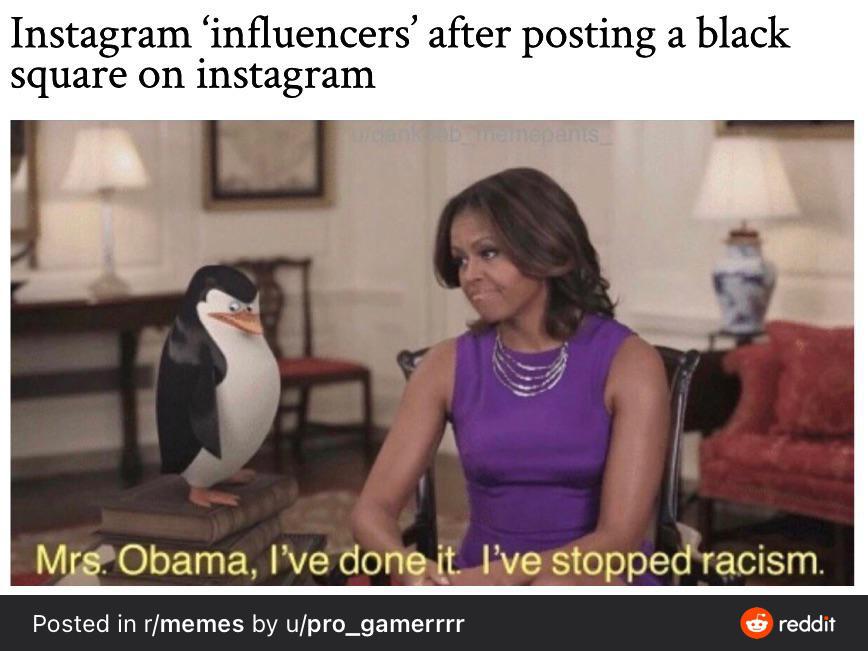 Instagram ‘influencers’ after posting a black
square on instagram
Mrs. Obama, I’ve done it. I’ve stopped racism.
Posted in r/memes by u/pro_gamerrrr
reddit